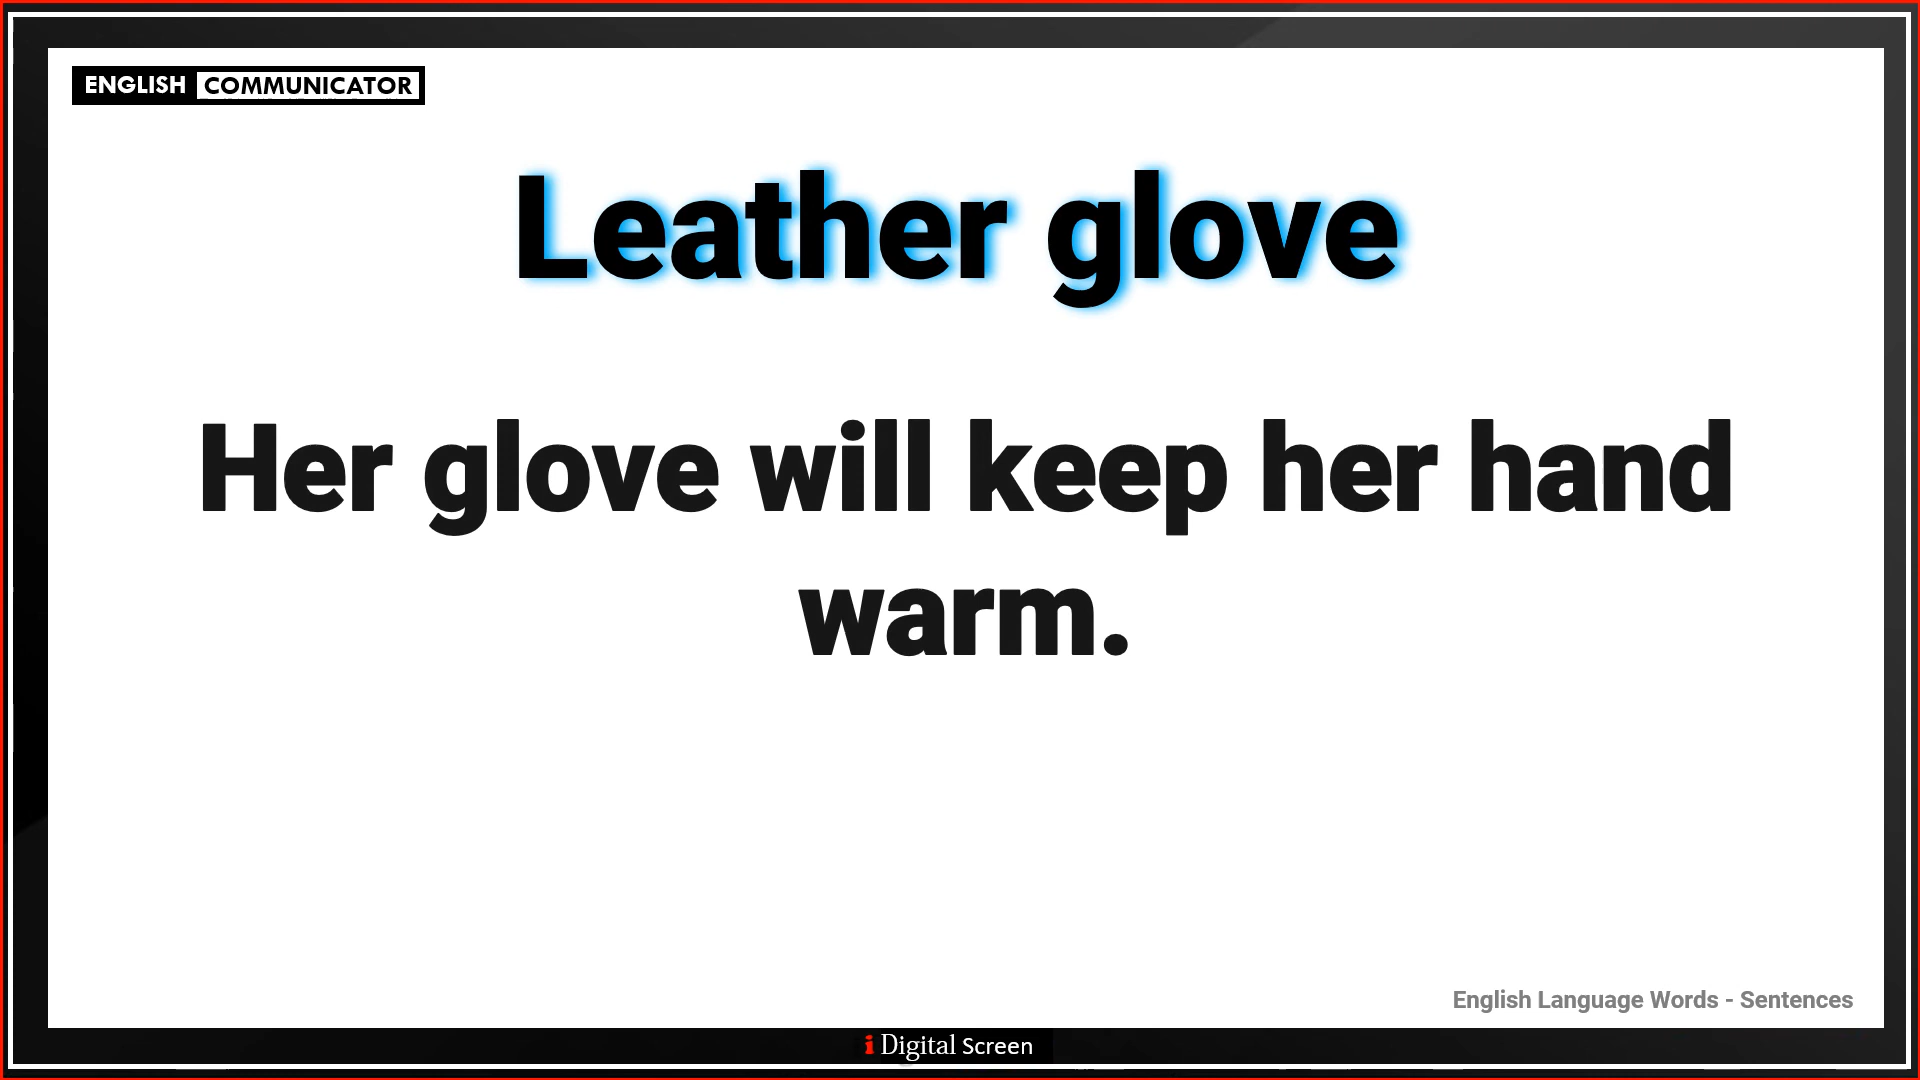 ENGLISH COMMUNICATOR
Leather glove
Her glove will keep her hand
warm.
English Language Words - Sentences
i Digital Screen